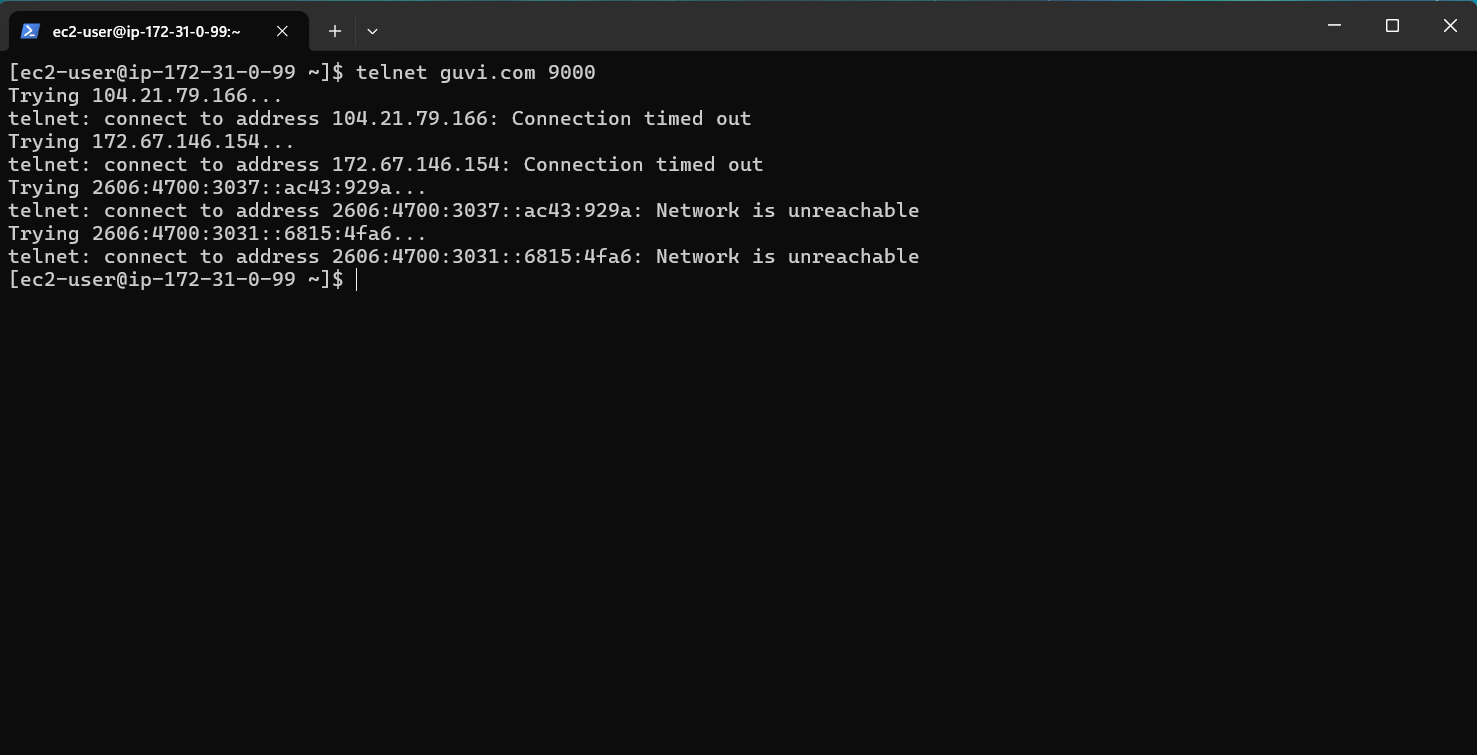 ec2-user@ip-172-31-0-99:~
[ec2-user@ip-172-31-0-99 ~]$ telnet guvi.com 9000
Trying 104.21.79.166...
telnet: connect to address 104.21.79.166: Connection timed out
Trying 172.67.146.154...
telnet: connect to address 172.67.146.154: Connection timed out
Trying 2606:4700:3037::ac43:929a...
telnet: connect to address 2606:4700:3037::ac43:929a: Network is unreachable
Trying 2606:4700:3031::6815:4fa6...
telnet: connect to address 2606:4700:3031::6815:4fa6: Network is unreachable
[ec2-user@ip-172-31-0-99 ~]$